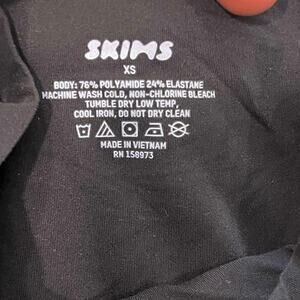 SKIMS
XS
BODY: 76% POLYAMIDE 24% ELASTANE
MACHINE WASH COLD, NON-CHLORINE BLEACH
TUMBLE DRY LOW TEMP,
COOL IRON, DO NOT DRY CLEAN
MADE IN VIETNAM
RN 158973